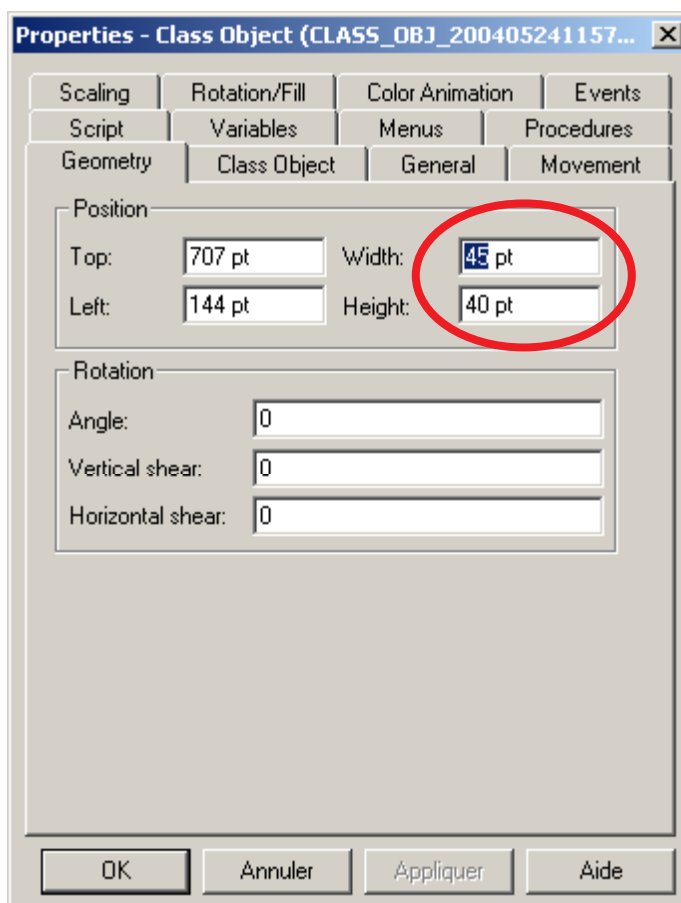 Properties - Class Object (CLASS_OBJ_200405241157...
Scaling Rotation/Fill Color Animation Events
Script Variables Menus Procedures
Geometry Class Object General Movement
Position
Top: 707 pt Width: 45 pt
Left: 144 pt Height: 40 pt
Rotation
Angle: 0
Vertical shear: 0
Horizontal shear: 0
OK Annuler Appliquer Aide